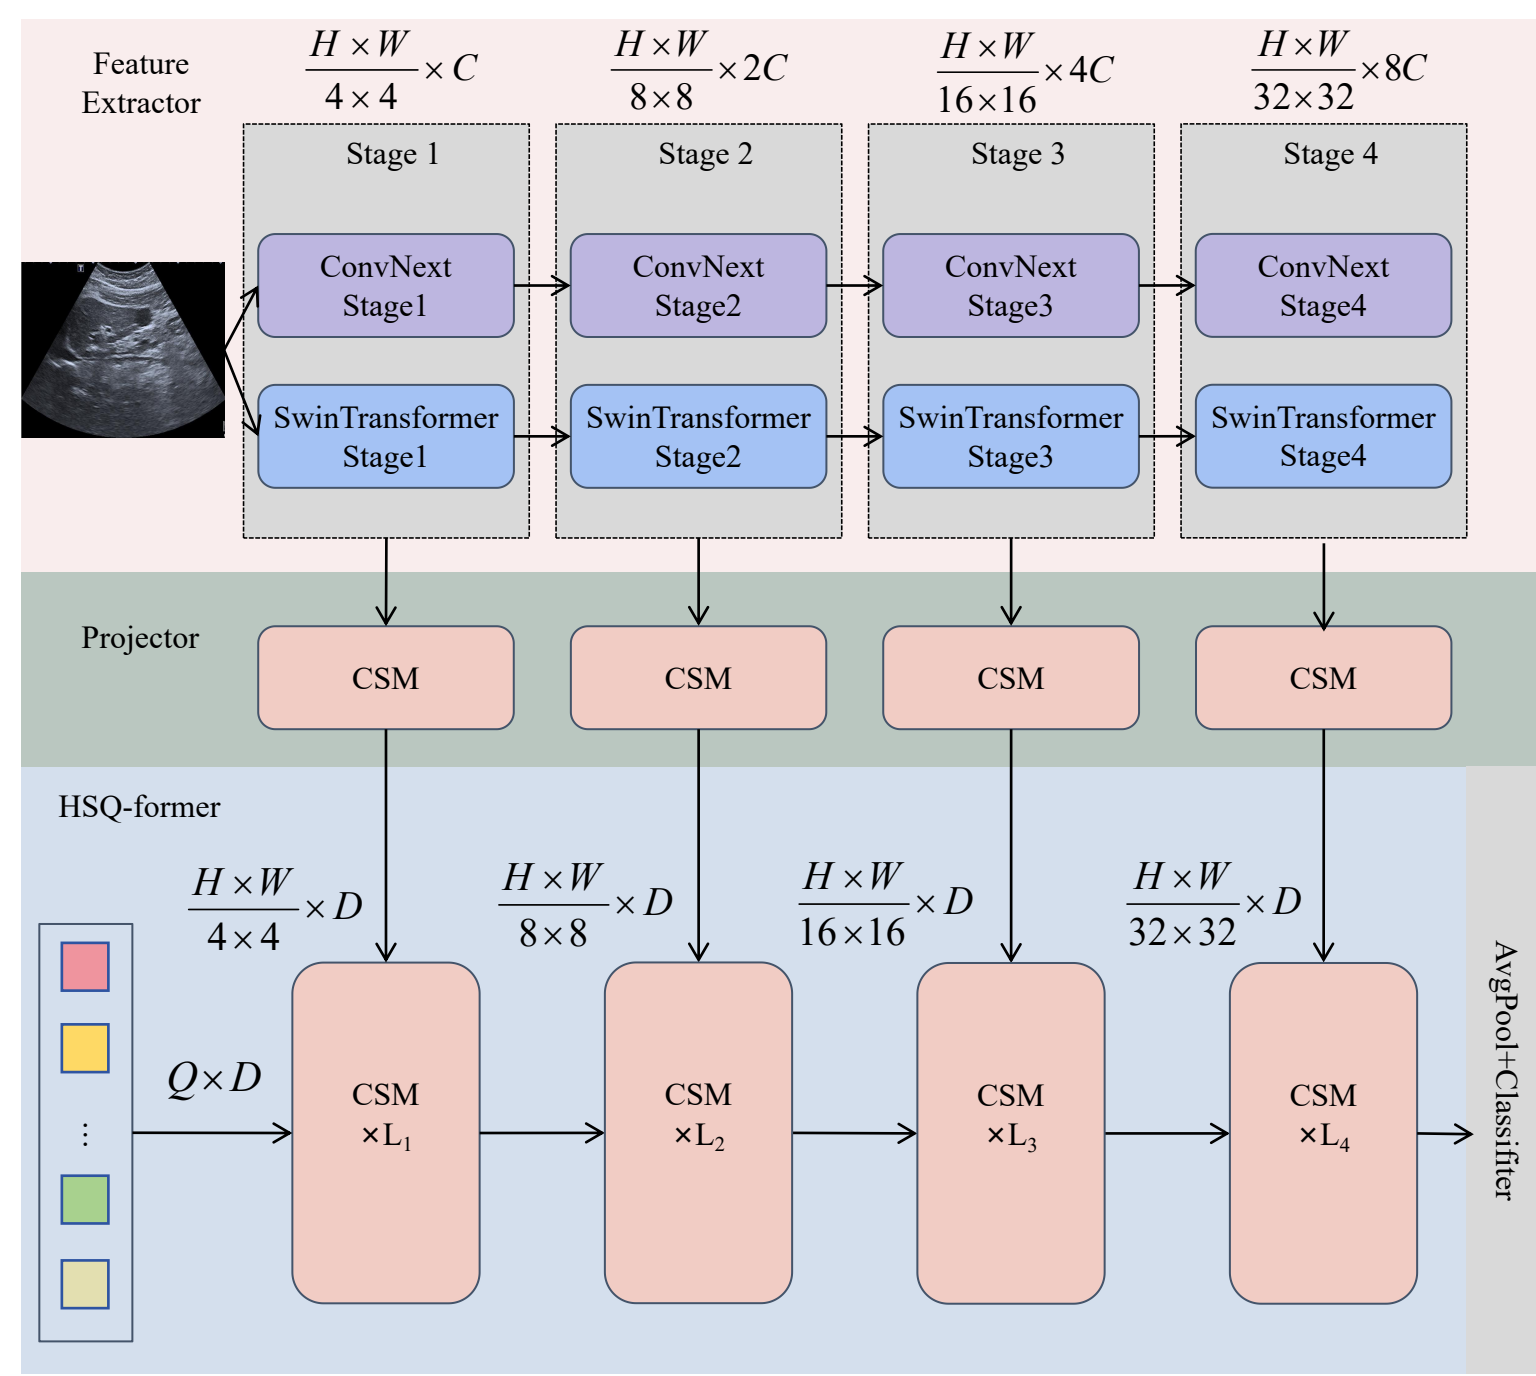 Feature
Extractor
H × W / 4 × 4 × C
H × W / 8 × 8 × 2C
H × W / 16 × 16 × 4C
H × W / 32 × 32 × 8C
Stage 1
Stage 2
Stage 3
Stage 4
ConvNext
Stage1
ConvNext
Stage2
ConvNext
Stage3
ConvNext
Stage4
SwinTransformer
Stage1
SwinTransformer
Stage2
SwinTransformer
Stage3
SwinTransformer
Stage4
Projector
CSM
CSM
CSM
CSM
HSQ-former
H × W / 4 × 4 × D
H × W / 8 × 8 × D
H × W / 16 × 16 × D
H × W / 32 × 32 × D
Q × D
⋮
CSM
×L₁
CSM
×L₂
CSM
×L₃
CSM
×L₄
AvgPool+Classifiter